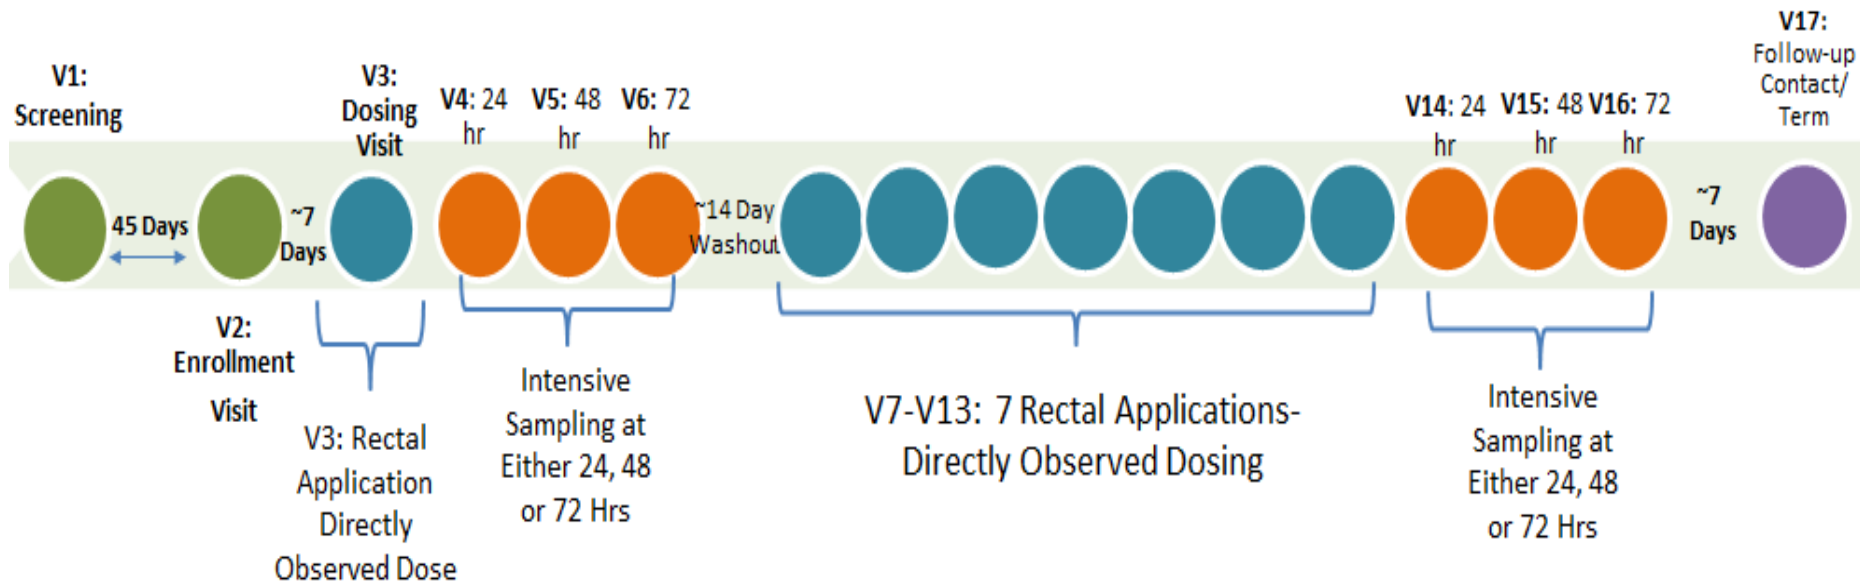 V1:
Screening
45 Days
V2:
Enrollment
Visit
~7
Days
V3:
Dosing
Visit
V3: Rectal
Application
Directly
Observed Dose
V4: 24
hr
V5: 48
hr
V6: 72
hr
Intensive
Sampling at
Either 24, 48
or 72 Hrs
~14 Day
Washout
V7-V13: 7 Rectal Applications-
Directly Observed Dosing
V14: 24
hr
V15: 48
hr
V16: 72
hr
Intensive
Sampling at
Either 24, 48
or 72 Hrs
~7
Days
V17:
Follow-up
Contact/
Term